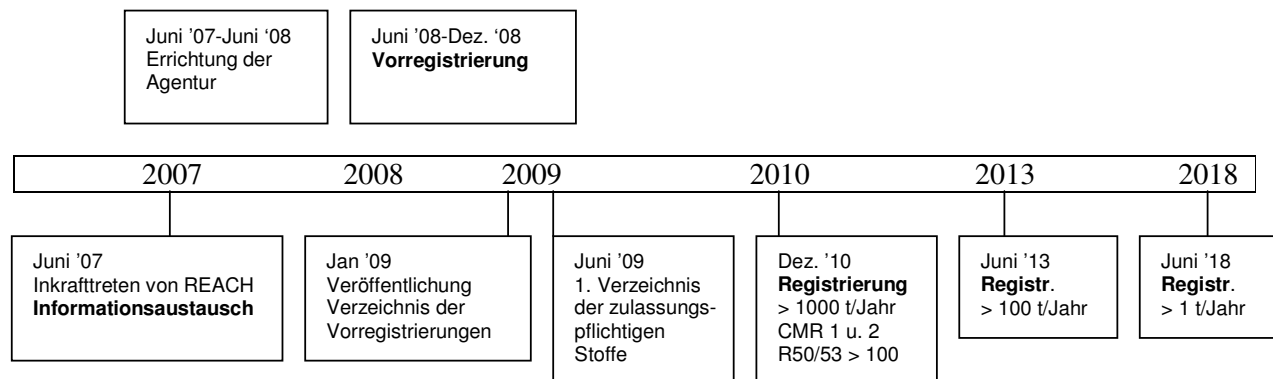 Juni '07-Juni ‘08
Errichtung der
Agentur
Juni '08-Dez. ‘08
Vorregistrierung
2007 2008 2009 2010 2013 2018
Juni ’07
Inkrafttreten von REACH
Informationsaustausch
Jan ’09
Veröffentlichung
Verzeichnis der
Vorregistrierungen
Juni ’09
1. Verzeichnis
der zulassungs-
pflichtigen
Stoffe
Dez. ’10
Registrierung
> 1000 t/Jahr
CMR 1 u. 2
R50/53 > 100
Juni ’13
Registr.
> 100 t/Jahr
Juni ’18
Registr.
> 1 t/Jahr